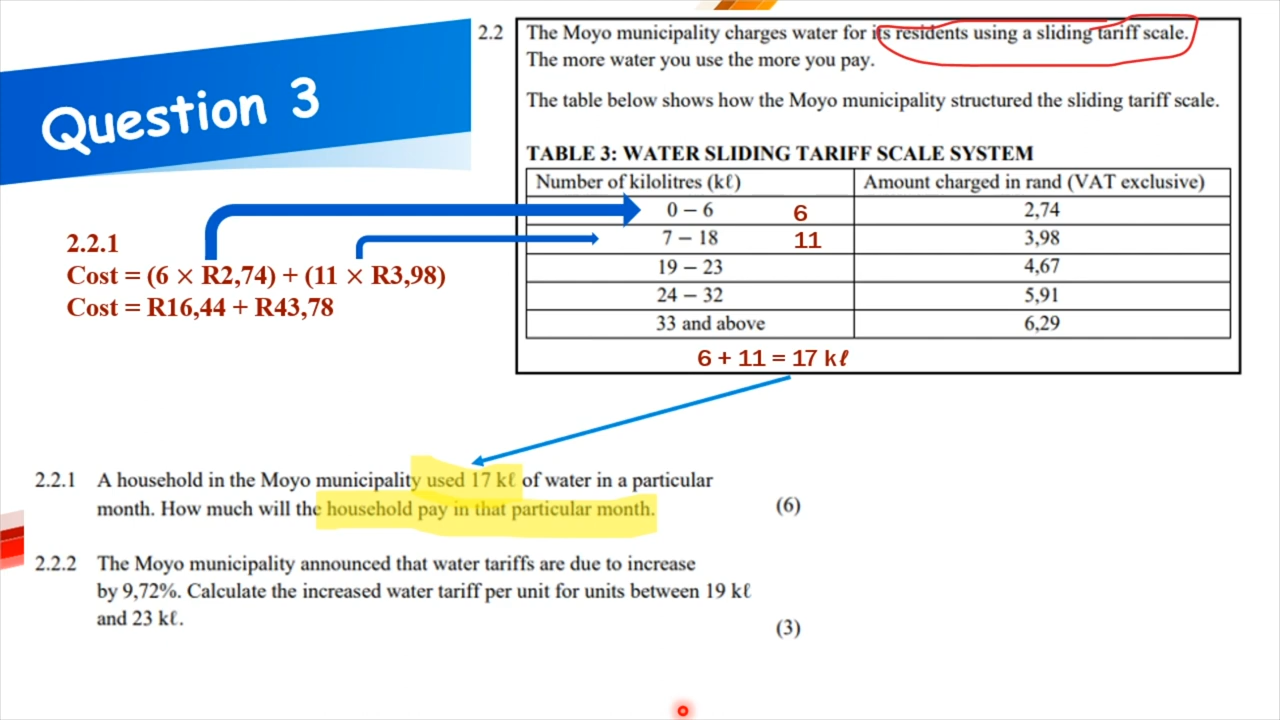 Question 3
2.2 The Moyo municipality charges water for its residents using a sliding tariff scale.
The more water you use the more you pay.
The table below shows how the Moyo municipality structured the sliding tariff scale.
TABLE 3: WATER SLIDING TARIFF SCALE SYSTEM
Number of kilolitres (kℓ) Amount charged in rand (VAT exclusive)
0 – 6 6 2,74
7 – 18 11 3,98
19 – 23 4,67
24 – 32 5,91
33 and above 6,29
6 + 11 = 17 kℓ
2.2.1
Cost = (6 × R2,74) + (11 × R3,98)
Cost = R16,44 + R43,78
2.2.1 A household in the Moyo municipality used 17 kℓ of water in a particular
month. How much will the household pay in that particular month. (6)
2.2.2 The Moyo municipality announced that water tariffs are due to increase
by 9,72%. Calculate the increased water tariff per unit for units between 19 kℓ
and 23 kℓ. (3)